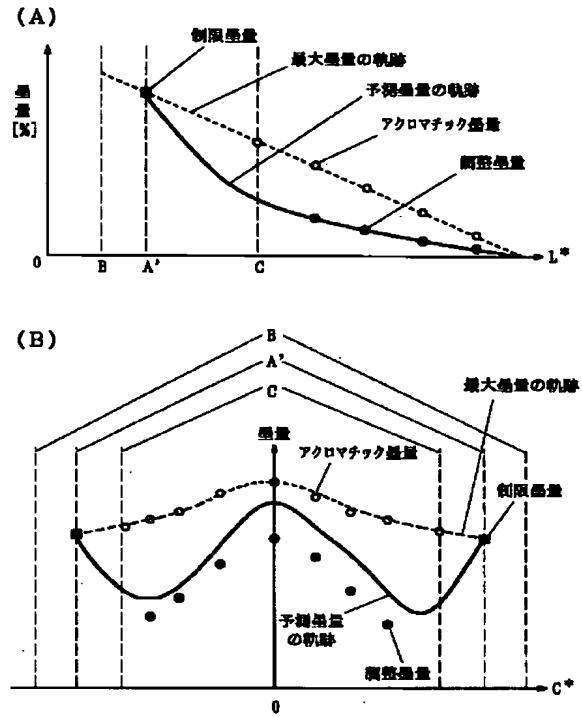 (A)
制限墨量
最大墨量の軌跡
予測墨量の軌跡
アクロマチック墨量
調整墨量
墨
量
[%]
0
B
A'
C
L*
(B)
B
A'
C
最大墨量の軌跡
墨量
アクロマチック墨量
制限墨量
予測墨量
の軌跡
調整墨量
C*
0